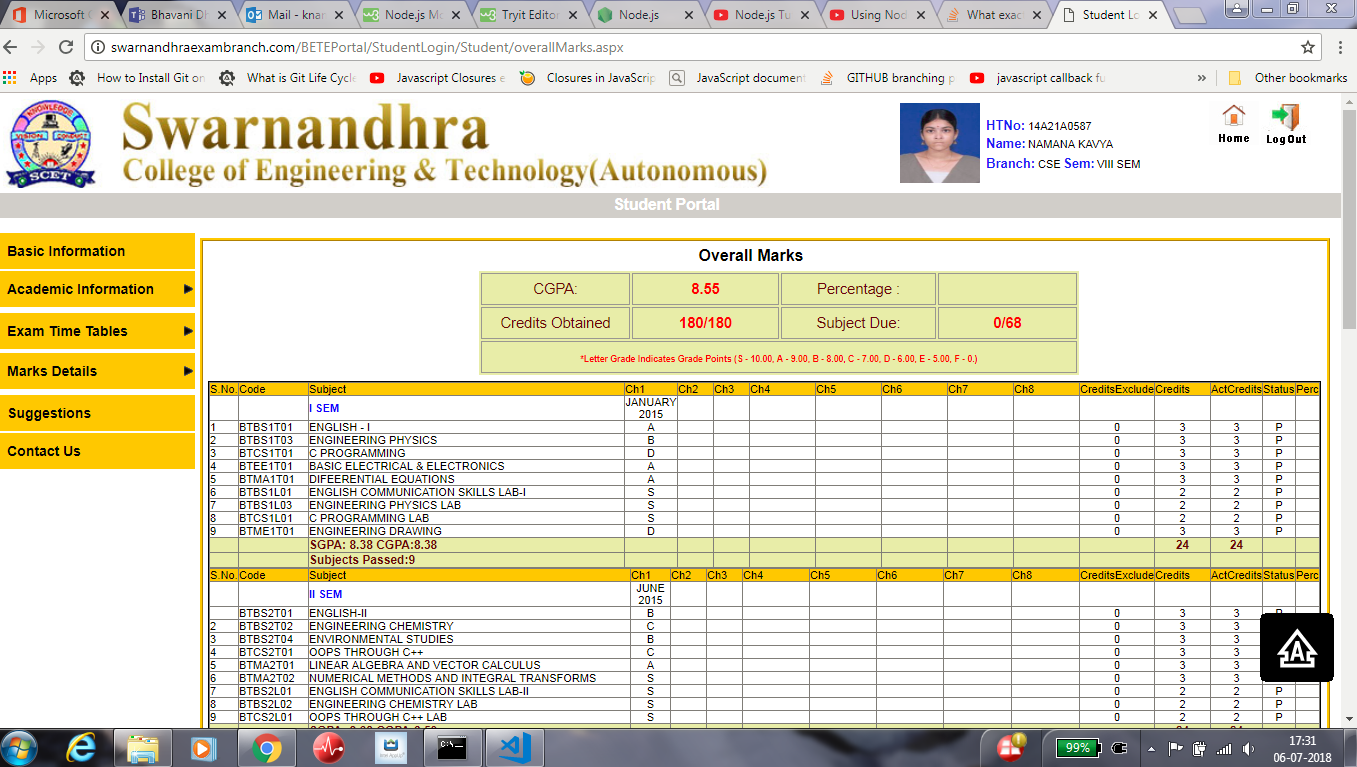 Microsoft
Bhavani
Mail - knar
Node.js
Tryit Editor
Node.js
Node.js
Using Nod
What exac
Student Lo
swarnandhraexambranch.com/BETEPortal/StudentLogin/Student/overallMarks.aspx
Apps How to Install Git on What is Git Life Cycle Javascript Closures Closures in JavaScrip JavaScript document GITHUB branching p javascript callback fu » Other bookmarks
KNOWLEDGE
VISION CONDUCT
SCET
Swarnandhra
College of Engineering & Technology(Autonomous)
HTNo: 14A21A0587
Name: NAMANA KAVYA
Branch: CSE Sem: VIII SEM
Home LogOut
Student Portal
Basic Information
Academic Information
Exam Time Tables
Marks Details
Suggestions
Contact Us
Overall Marks
CGPA: 8.55 Percentage :
Credits Obtained 180/180 Subject Due: 0/68
*Letter Grade Indicates Grade Points (S - 10.00, A - 9.00, B - 8.00, C - 7.00, D - 6.00, E - 5.00, F - 0.)
S.No. Code Subject Ch1 Ch2 Ch3 Ch4 Ch5 Ch6 Ch7 Ch8 CreditsExclude Credits ActCredits Status Perc
I SEM JANUARY 2015
1 BTBS1T01 ENGLISH - I A 0 3 3 P
2 BTBS1T03 ENGINEERING PHYSICS B 0 3 3 P
3 BTCS1T01 C PROGRAMMING D 0 3 3 P
4 BTEE1T01 BASIC ELECTRICAL & ELECTRONICS A 0 3 3 P
5 BTMA1T01 DIFEERENTIAL EQUATIONS A 0 3 3 P
6 BTBS1L01 ENGLISH COMMUNICATION SKILLS LAB-I S 0 2 2 P
7 BTBS1L03 ENGINEERING PHYSICS LAB S 0 2 2 P
8 BTCS1L01 C PROGRAMMING LAB S 0 2 2 P
9 BTME1T01 ENGINEERING DRAWING D 0 3 3 P
SGPA: 8.38 CGPA:8.38 24 24
Subjects Passed:9
S.No. Code Subject Ch1 Ch2 Ch3 Ch4 Ch5 Ch6 Ch7 Ch8 CreditsExclude Credits ActCredits Status Perc
II SEM JUNE 2015
BTBS2T01 ENGLISH-II B 0 3 3 P
2 BTBS2T02 ENGINEERING CHEMISTRY C 0 3 3
3 BTBS2T04 ENVIRONMENTAL STUDIES B 0 3 3
4 BTCS2T01 OOPS THROUGH C++ C 0 3 3
5 BTMA2T01 LINEAR ALGEBRA AND VECTOR CALCULUS A 0 3 3
6 BTMA2T02 NUMERICAL METHODS AND INTEGRAL TRANSFORMS S 0 3 3
7 BTBS2L01 ENGLISH COMMUNICATION SKILLS LAB-II S 0 2 2 P
8 BTBS2L02 ENGINEERING CHEMISTRY LAB S 0 2 2 P
9 BTCS2L01 OOPS THROUGH C++ LAB S 0 2 2 P
A
99%
17:31
06-07-2018